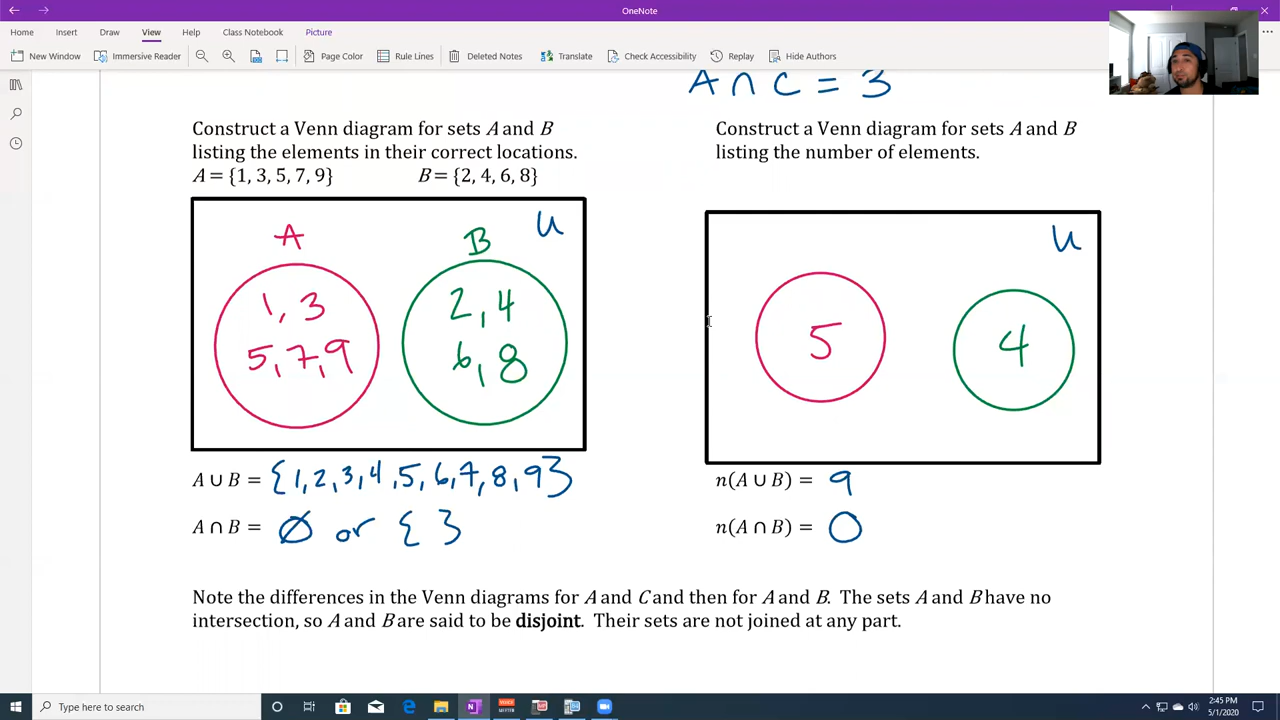 OneNote
Home Insert Draw View Help Class Notebook Picture
New Window Immersive Reader Page Color Rule Lines Deleted Notes Translate Check Accessibility Replay Hide Authors
A ∩ C = 3
Construct a Venn diagram for sets A and B
listing the elements in their correct locations.
A = {1, 3, 5, 7, 9} B = {2, 4, 6, 8}
A B U
1, 3
5, 7, 9
2, 4
6, 8
A ∪ B = {1, 2, 3, 4, 5, 6, 7, 8, 9}
A ∩ B = ∅ or { }
Construct a Venn diagram for sets A and B
listing the number of elements.
U
5 4
n(A ∪ B) = 9
n(A ∩ B) = 0
Note the differences in the Venn diagrams for A and C and then for A and B. The sets A and B have no
intersection, so A and B are said to be disjoint. Their sets are not joined at any part.
Type here to search
2:45 PM
5/1/2020